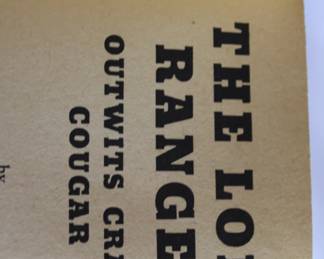 THE LO
RANGE
OUTWITS CR
COUGAR
by